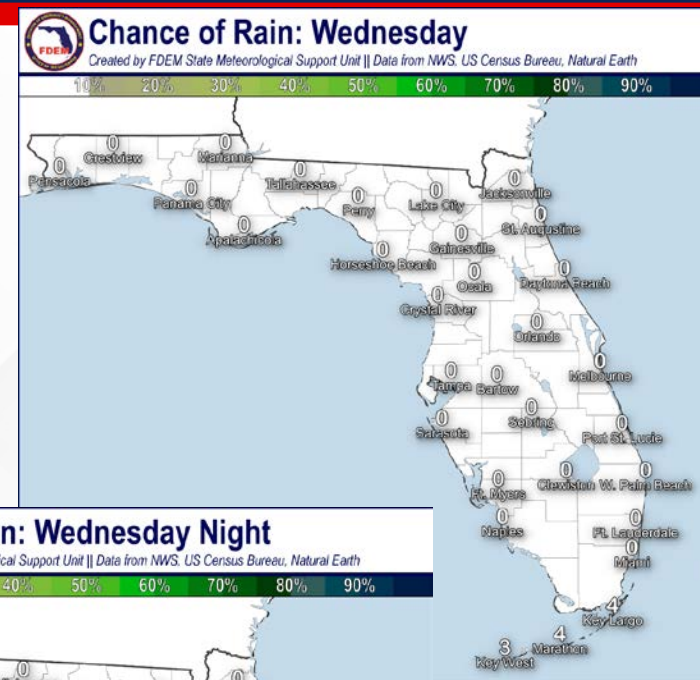 FDEM
Chance of Rain: Wednesday
Created by FDEM State Meteorological Support Unit || Data from NWS, US Census Bureau, Natural Earth
10% 20% 30% 40% 50% 60% 70% 80% 90%
0
Crestview
0
Marianna
0
Pensacola
0
Tallahassee
0
Jacksonville
0
Panama City
0
Perry
0
Lake City
0
St. Augustine
0
Apalachicola
0
Gainesville
0
Horseshoe Beach
0
Ocala
0
Daytona Beach
0
Crystal River
0
Orlando
0
Melbourne
0
Tampa
0
Bartow
0
Sebring
0
Sarasota
0
Port St. Lucie
0
Clewiston
0
W. Palm Beach
0
Ft. Myers
0
Naples
0
Ft. Lauderdale
0
Miami
4
Key Largo
4
Marathon
3
Key West
n: Wednesday Night
cal Support Unit || Data from NWS, US Census Bureau, Natural Earth
40% 50% 60% 70% 80% 90%
0
0